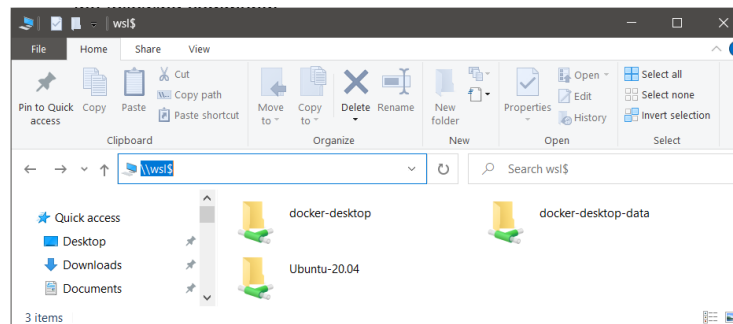 wsl$
File Home Share View
Pin to Quick access
Copy
Paste
Cut
Copy path
Paste shortcut
Clipboard
Move to
Copy to
Delete
Rename
Organize
New folder
New
Properties
Open
Edit
History
Open
Select all
Select none
Invert selection
Select
\\wsl$
Search wsl$
Quick access
Desktop
Downloads
Documents
docker-desktop
docker-desktop-data
Ubuntu-20.04
3 items